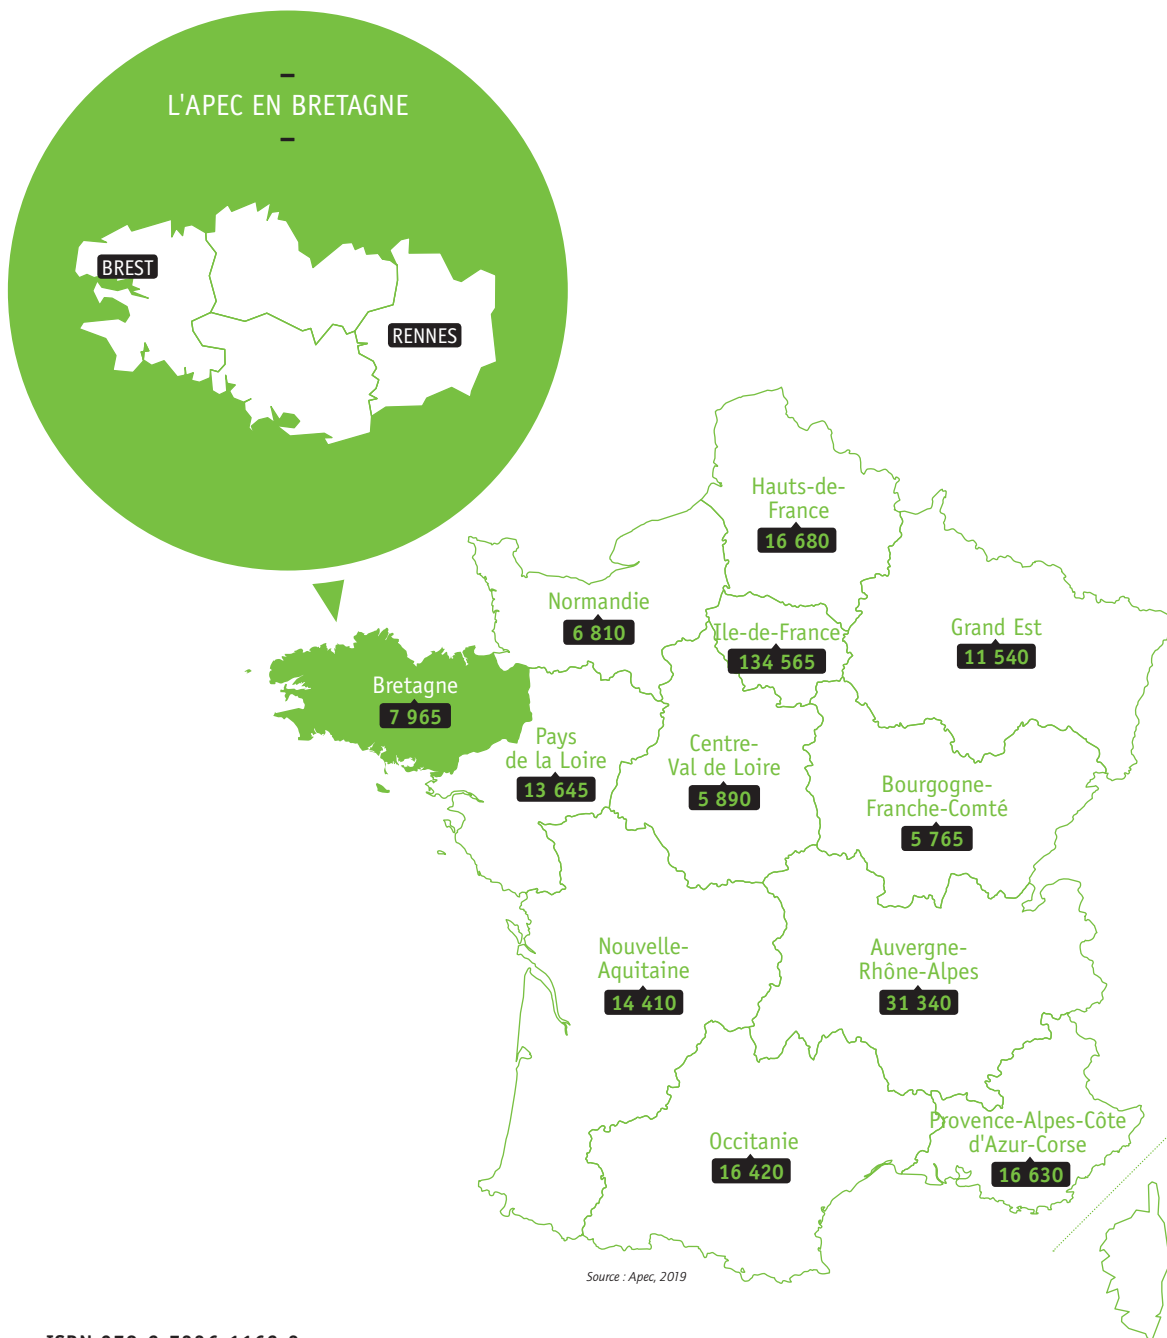 L'APEC EN BRETAGNE
BREST
RENNES
Hauts-de-
France
16 680
Normandie
6 810
Ile-de-France
134 565
Grand Est
11 540
Bretagne
7 965
Pays
de la Loire
13 645
Centre-
Val de Loire
5 890
Bourgogne-
Franche-Comté
5 765
Nouvelle-
Aquitaine
14 410
Auvergne-
Rhône-Alpes
31 340
Occitanie
16 420
Provence-Alpes-Côte
d'Azur-Corse
16 630
Source : Apec, 2019